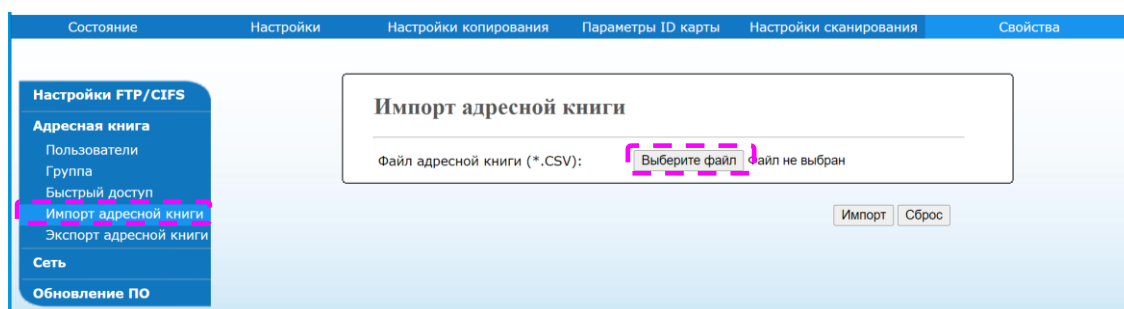 Состояние Настройки Настройки копирования Параметры ID карты Настройки сканирования Свойства
Настройки FTP/CIFS
Адресная книга
Пользователи
Группа
Быстрый доступ
Импорт адресной книги
Экспорт адресной книги
Сеть
Обновление ПО
Импорт адресной книги
Файл адресной книги (*.CSV): Выберите файл Файл не выбран
Импорт Сброс